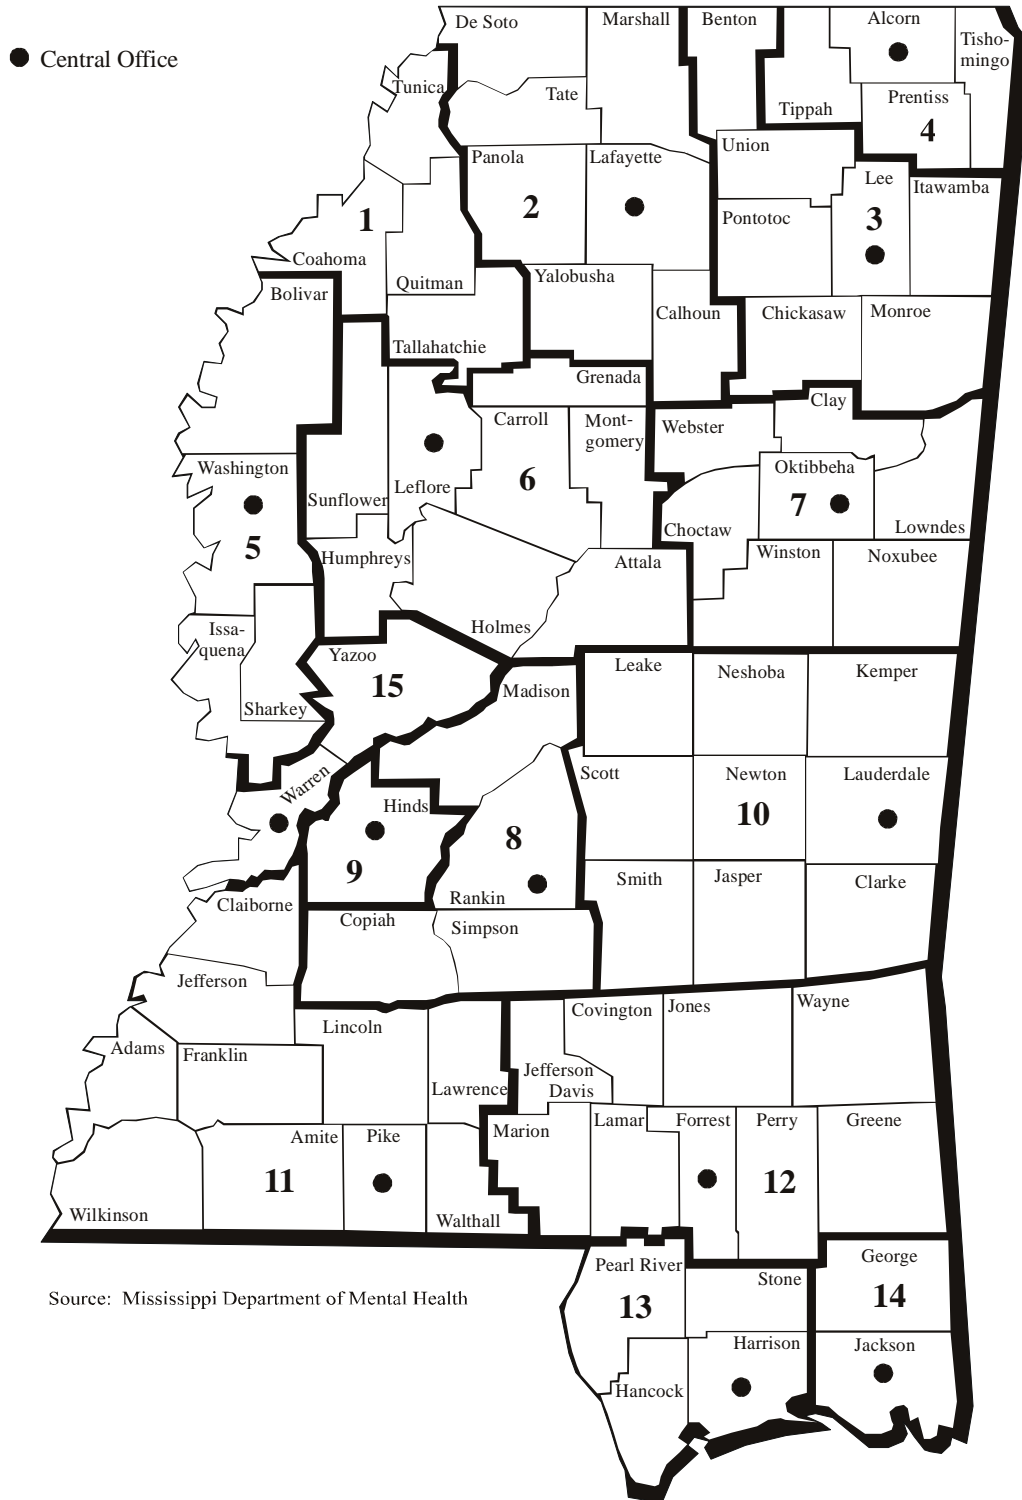 De Soto
Marshall
Benton
Alcorn
Tisho-
mingo
Central Office
Tunica
Tate
Tippah
Prentiss
4
Union
Panola
Lafayette
Lee
Itawamba
2
1
Pontotoc
3
Coahoma
Quitman
Yalobusha
Bolivar
Calhoun
Chickasaw
Monroe
Tallahatchie
Grenada
Clay
Carroll
Mont-
gomery
Webster
Washington
Oktibbeha
6
Leflore
Sunflower
7
Choctaw
Lowndes
5
Humphreys
Attala
Winston
Noxubee
Issa-
quena
Holmes
Yazoo
Leake
Neshoba
Kemper
15
Madison
Sharkey
Warren
Scott
Newton
Lauderdale
Hinds
10
8
9
Smith
Jasper
Clarke
Rankin
Claiborne
Copiah
Simpson
Jefferson
Covington
Jones
Wayne
Lincoln
Adams
Franklin
Jefferson
Davis
Lawrence
Amite
Pike
Marion
Lamar
Forrest
Perry
Greene
11
12
Wilkinson
Walthall
Pearl River
George
Stone
Source: Mississippi Department of Mental Health
13
14
Harrison
Jackson
Hancock